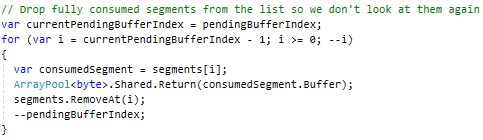 // Drop fully consumed segments from the list so we don't look at them again
var currentPendingBufferIndex = pendingBufferIndex;
for (var i = currentPendingBufferIndex - 1; i >= 0; --i)
{
  var consumedSegment = segments[i];
  ArrayPool<byte>.Shared.Return(consumedSegment.Buffer);
  segments.RemoveAt(i);
  --pendingBufferIndex;
}